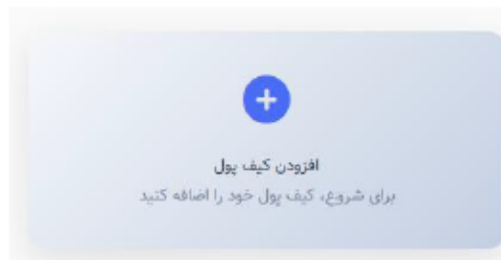 افزودن کیف پول
برای شروع، کیف پول خود را اضافه کنید